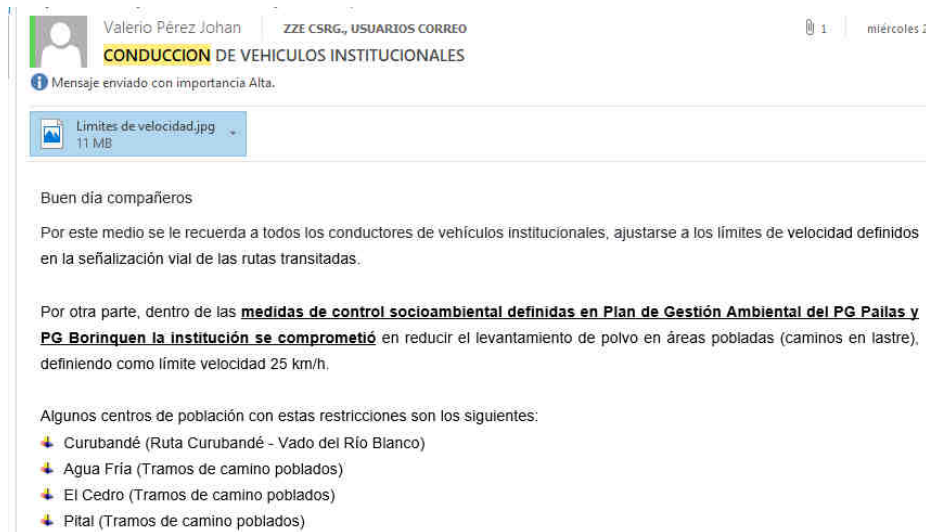 Valerio Pérez Johan ZZE CSRG., USUARIOS CORREO 1 miércoles 2
CONDUCCION DE VEHICULOS INSTITUCIONALES
Mensaje enviado con importancia Alta.
Limites de velocidad.jpg
11 MB
Buen día compañeros
Por este medio se le recuerda a todos los conductores de vehículos institucionales, ajustarse a los límites de velocidad definidos
en la señalización vial de las rutas transitadas.
Por otra parte, dentro de las medidas de control socioambiental definidas en Plan de Gestión Ambiental del PG Pailas y
PG Borinquen la institución se comprometió en reducir el levantamiento de polvo en áreas pobladas (caminos en lastre),
definiendo como límite velocidad 25 km/h.
Algunos centros de población con estas restricciones son los siguientes:
Curubandé (Ruta Curubandé - Vado del Río Blanco)
Agua Fría (Tramos de camino poblados)
El Cedro (Tramos de camino poblados)
Pital (Tramos de camino poblados)